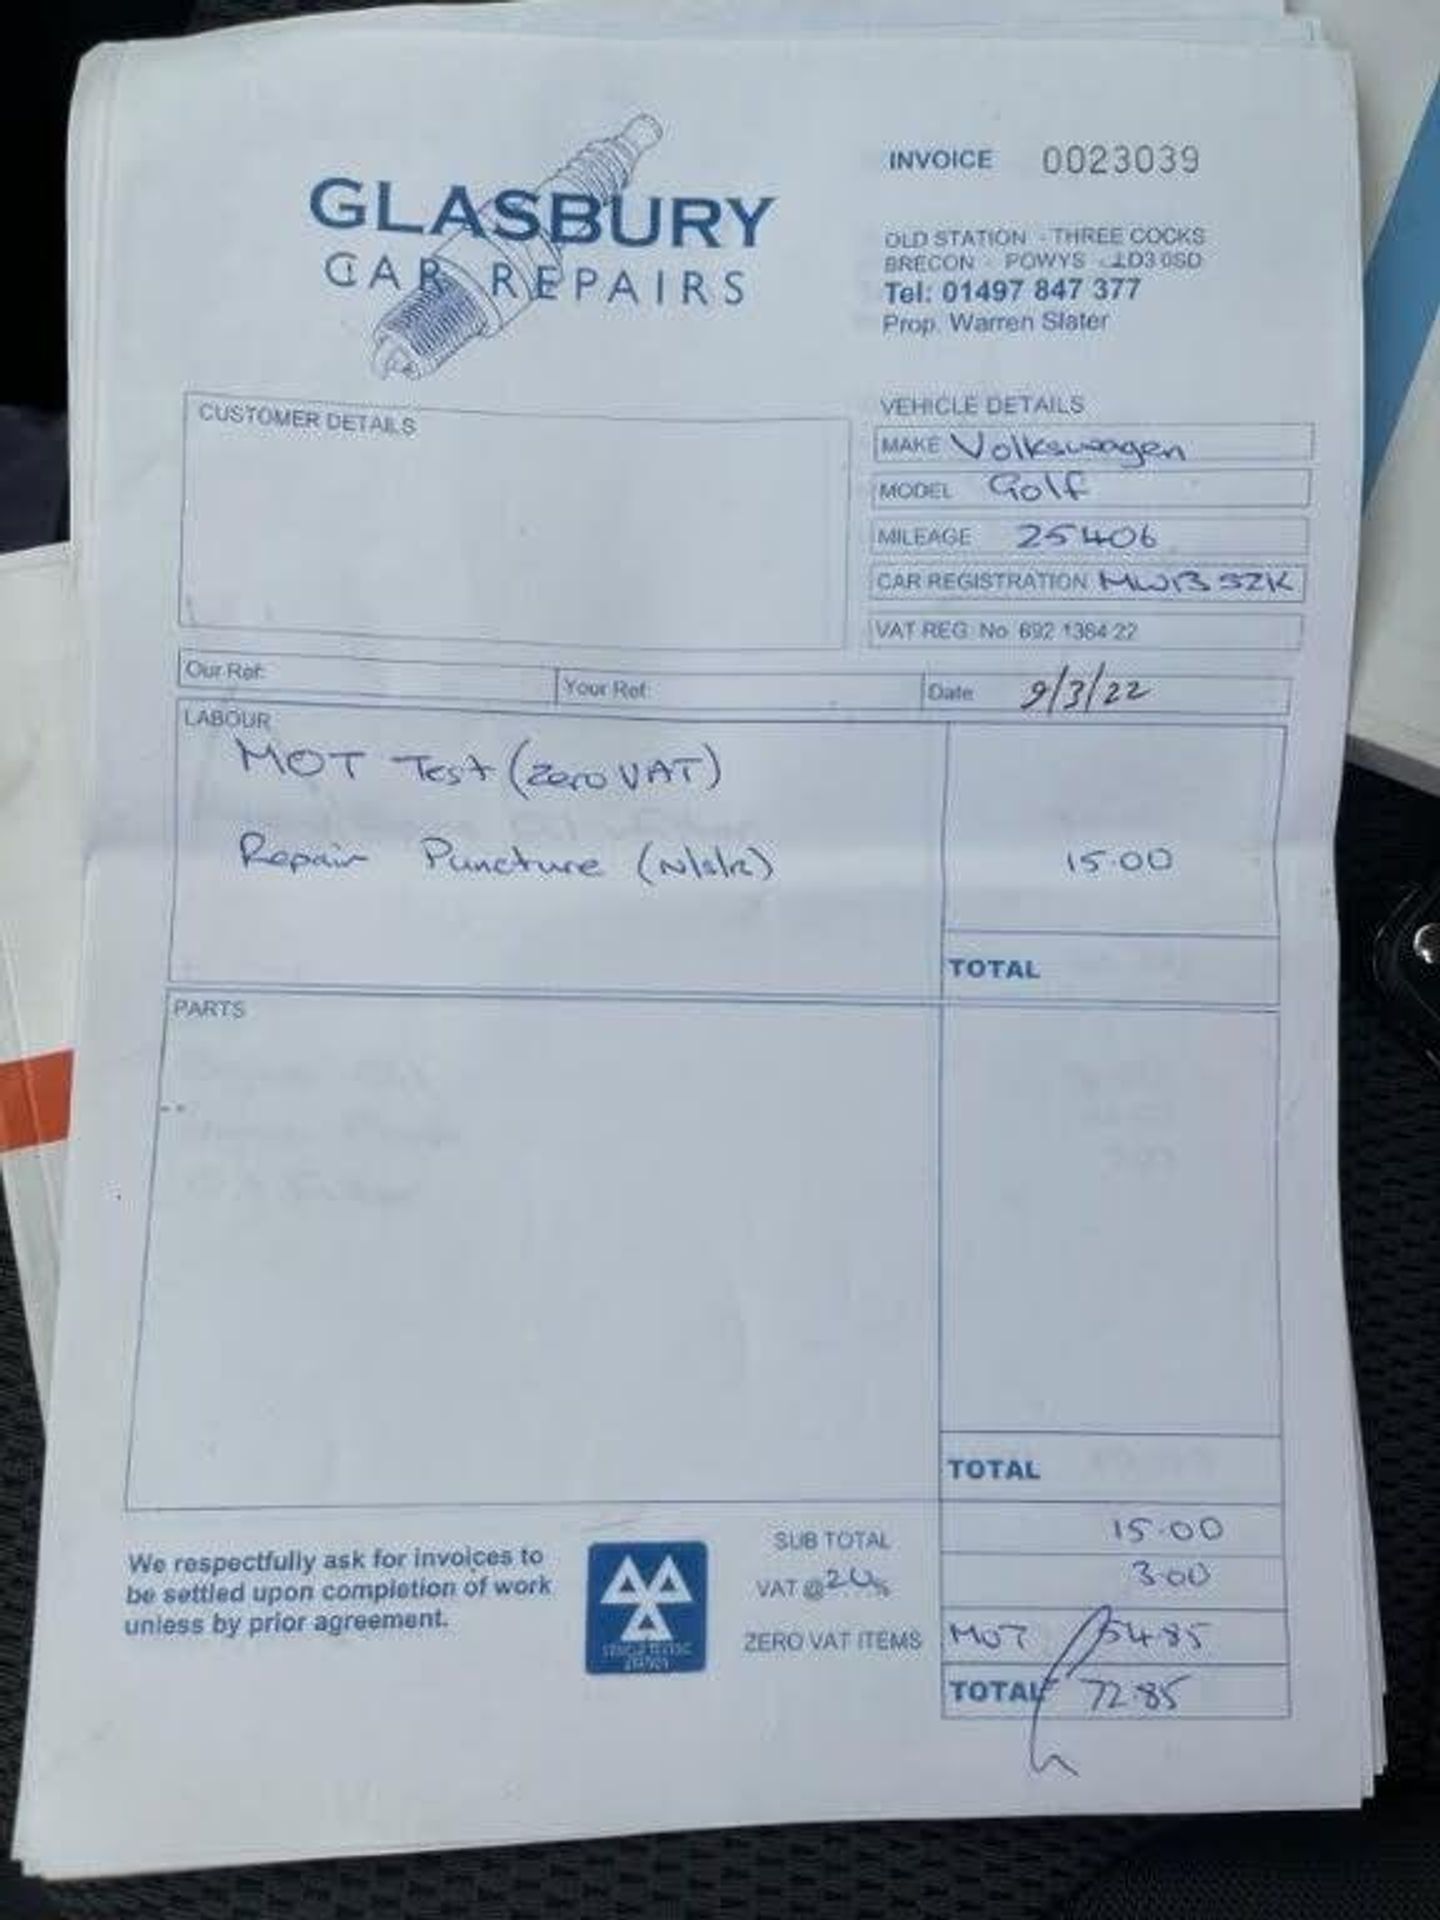 GLASBURY
CAR REPAIRS
INVOICE 0023039
OLD STATION - THREE COCKS
BRECON - POWYS - LD3 0SD
Tel: 01497 847 377
Prop. Warren Slater
CUSTOMER DETAILS
VEHICLE DETAILS
MAKE Volkswagen
MODEL Golf
MILEAGE 25406
CAR REGISTRATION
VAT REG. No 692 1364 22
Our Ref:
Your Ref:
Date 9/3/22
LABOUR
MOT Test (Zero VAT)
Repair Puncture (N/S/R) 15.00
TOTAL
PARTS
TOTAL
We respectfully ask for invoices to
be settled upon completion of work
unless by prior agreement.
SUB TOTAL 15.00
VAT @ 20% 3.00
ZERO VAT ITEMS MOT 54.85
TOTAL 72.85